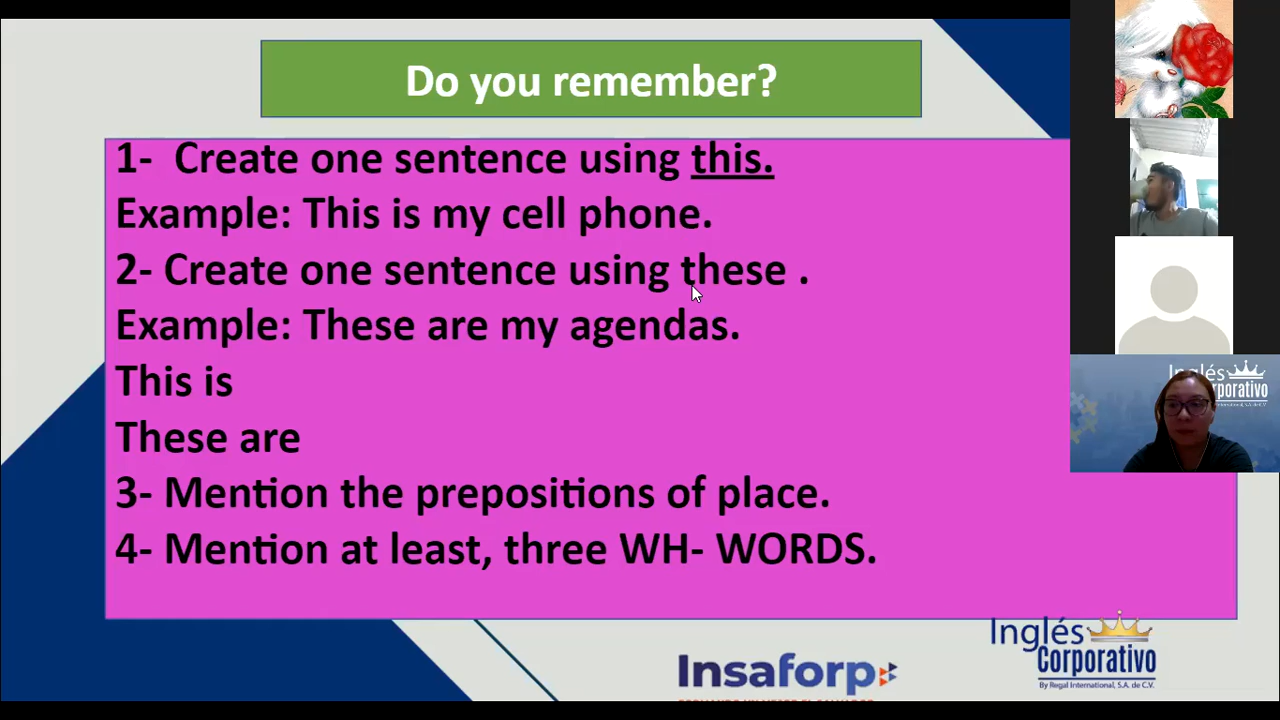 Do you remember?
1- Create one sentence using this.
Example: This is my cell phone.
2- Create one sentence using these .
Example: These are my agendas.
This is
These are
3- Mention the prepositions of place.
4- Mention at least, three WH- WORDS.
Inglés
Corporativo
By Regal International, S.A. de C.V.
Insaforp
Inglés
rporativo